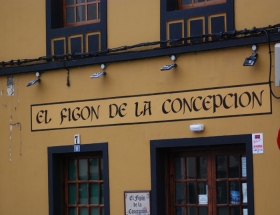 EL FIGON DE LA CONCEPCION
1
El Figón
de la
Concepción